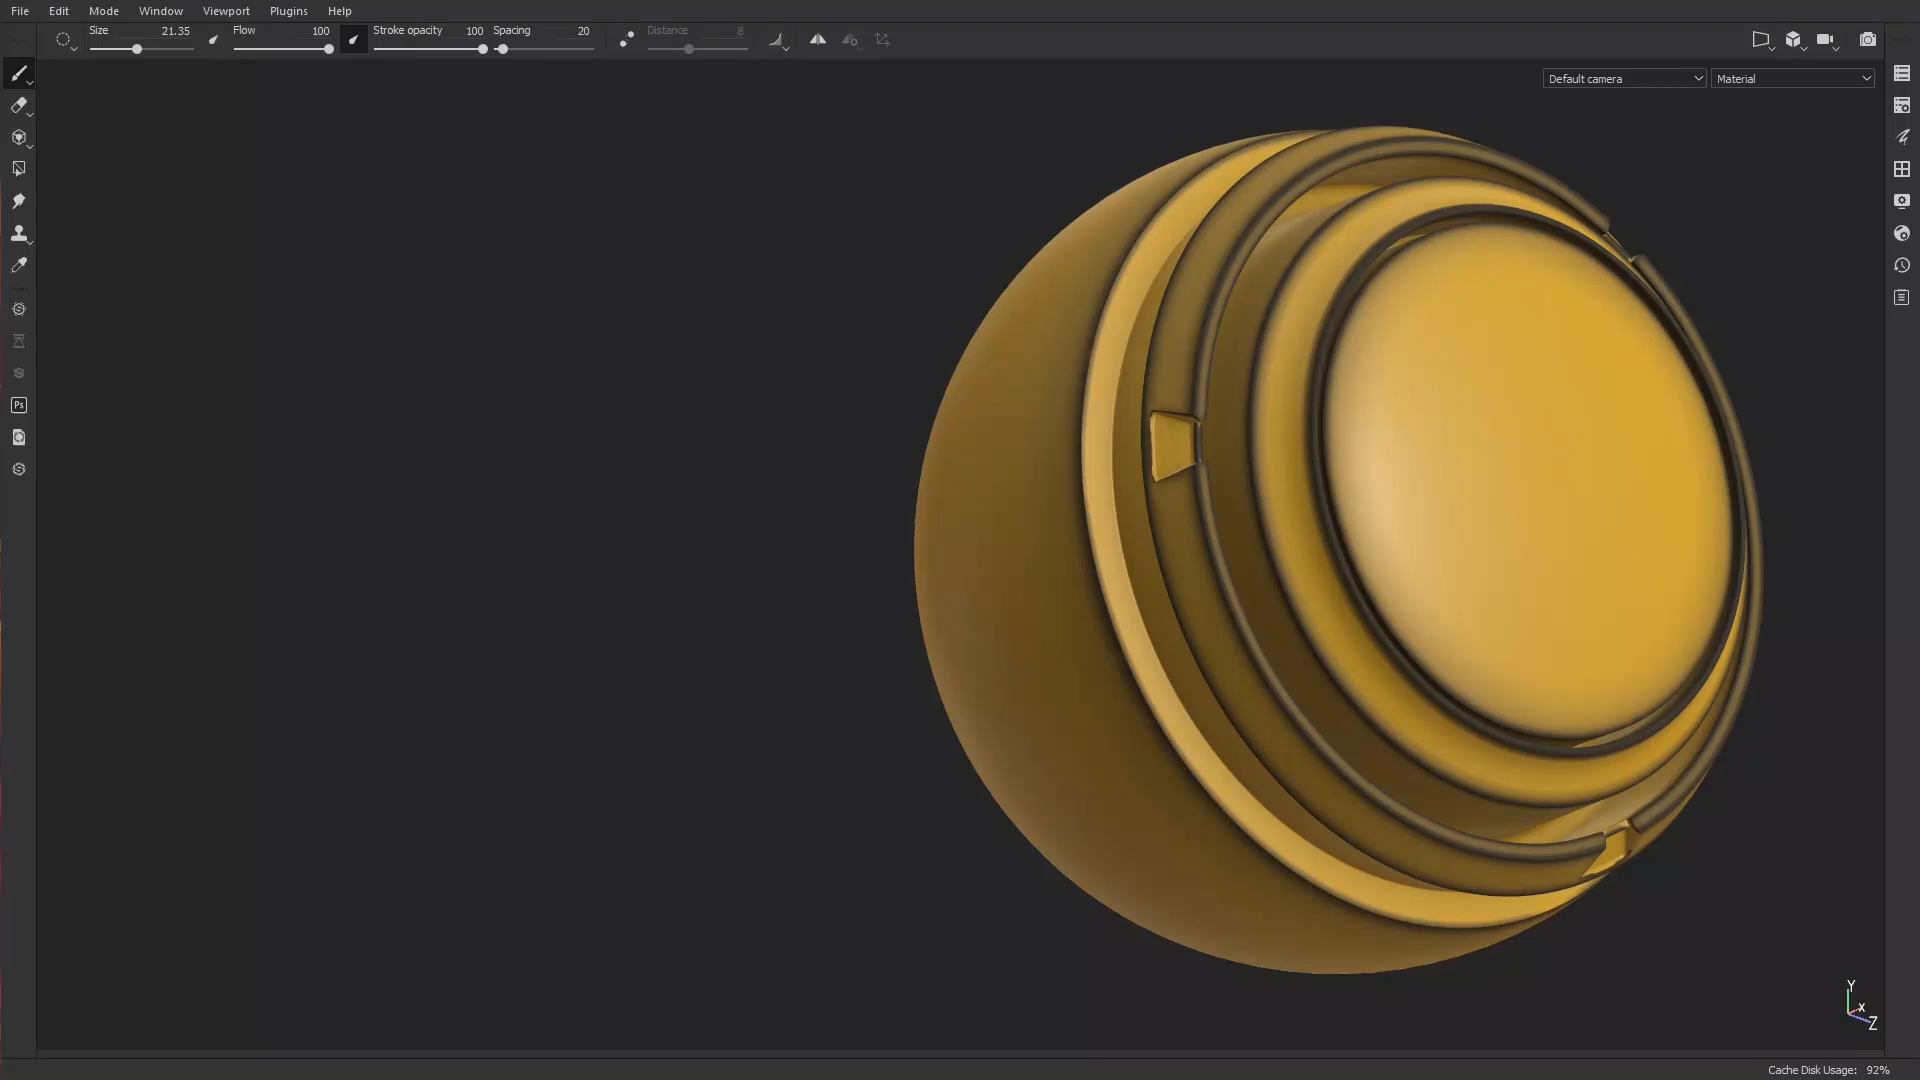 File Edit Mode Window Viewport Plugins Help
Size 21.35 Flow 100 Stroke opacity 100 Spacing 20 Distance 8
Default camera Material
Ps
Y
X
Z
Cache Disk Usage: 92%